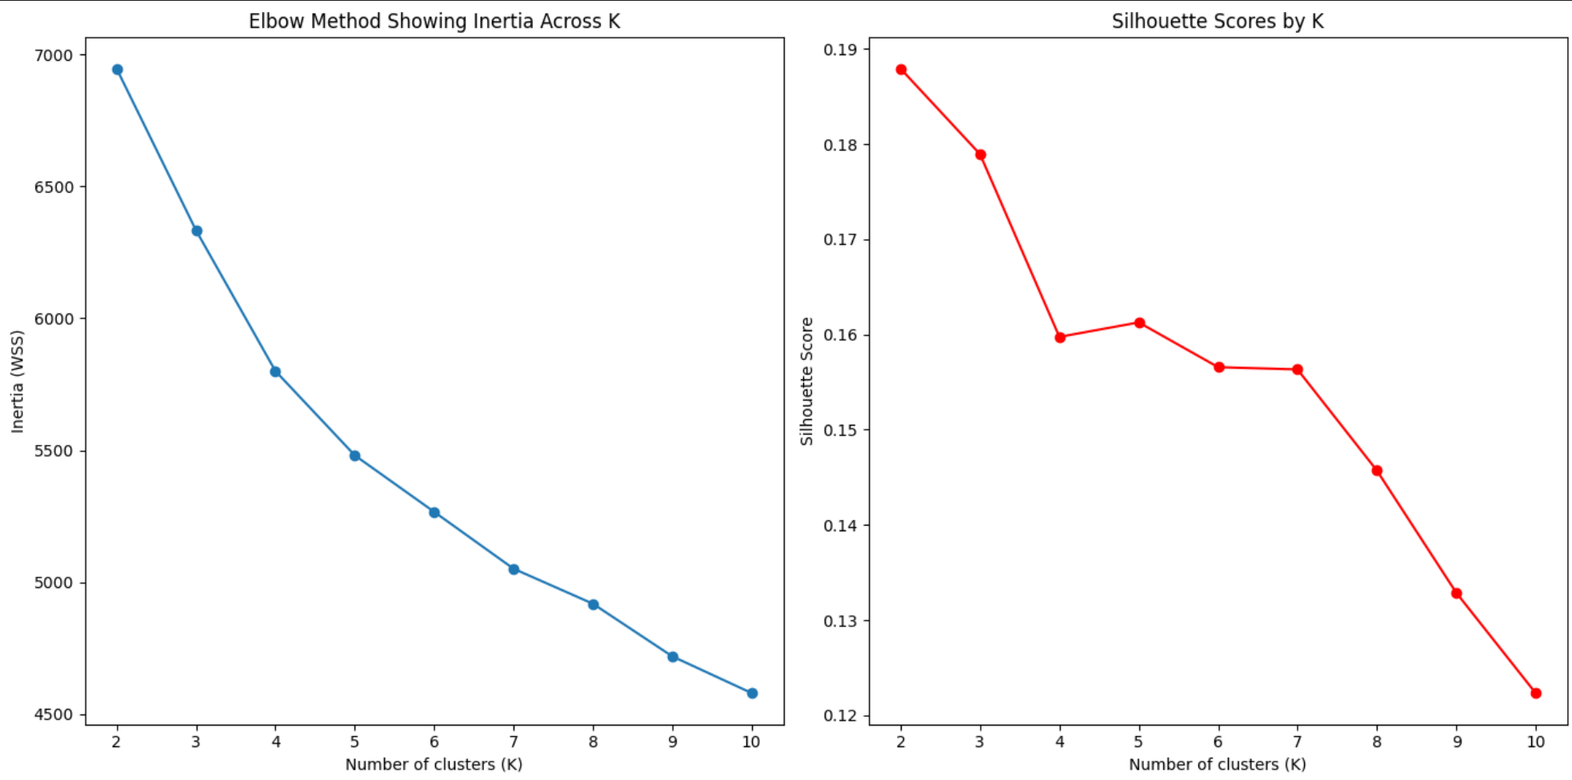 Elbow Method Showing Inertia Across K
7000
6500
6000
5500
5000
4500
Inertia (WSS)
2 3 4 5 6 7 8 9 10
Number of clusters (K)
Silhouette Scores by K
0.19
0.18
0.17
0.16
0.15
0.14
0.13
0.12
Silhouette Score
2 3 4 5 6 7 8 9 10
Number of clusters (K)